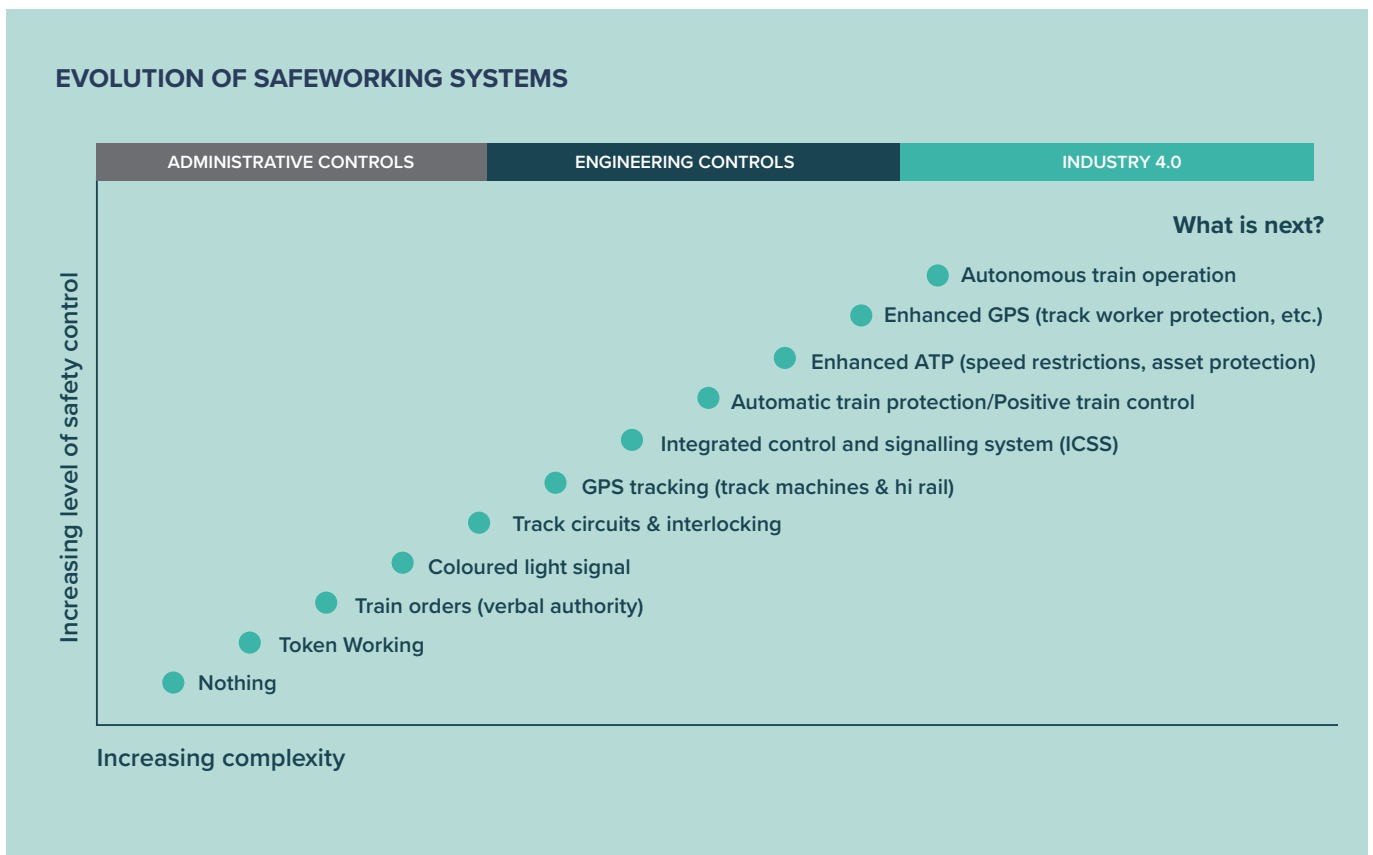 EVOLUTION OF SAFEWORKING SYSTEMS
ADMINISTRATIVE CONTROLS
ENGINEERING CONTROLS
INDUSTRY 4.0
What is next?
Autonomous train operation
Enhanced GPS (track worker protection, etc.)
Enhanced ATP (speed restrictions, asset protection)
Automatic train protection/Positive train control
Integrated control and signalling system (ICSS)
GPS tracking (track machines & hi rail)
Track circuits & interlocking
Coloured light signal
Train orders (verbal authority)
Token Working
Nothing
Increasing level of safety control
Increasing complexity